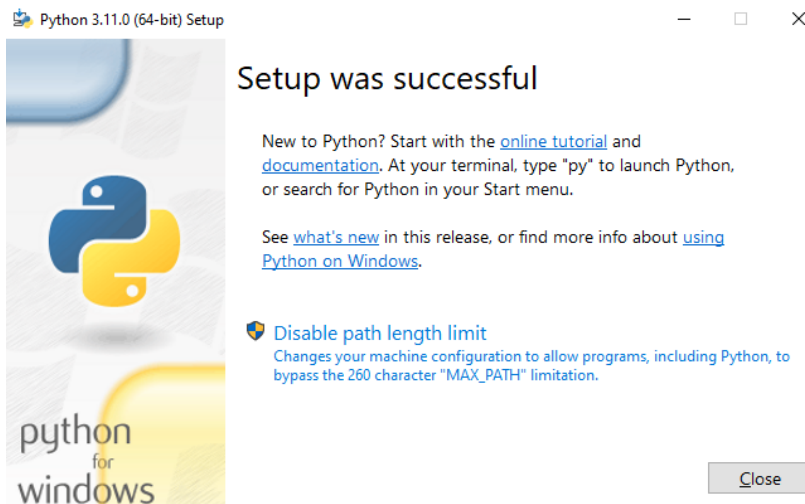 Python 3.11.0 (64-bit) Setup
Setup was successful
New to Python? Start with the online tutorial and
documentation. At your terminal, type "py" to launch Python,
or search for Python in your Start menu.
See what's new in this release, or find more info about using
Python on Windows.
Disable path length limit
Changes your machine configuration to allow programs, including Python, to
bypass the 260 character "MAX_PATH" limitation.
python
for
windows
Close